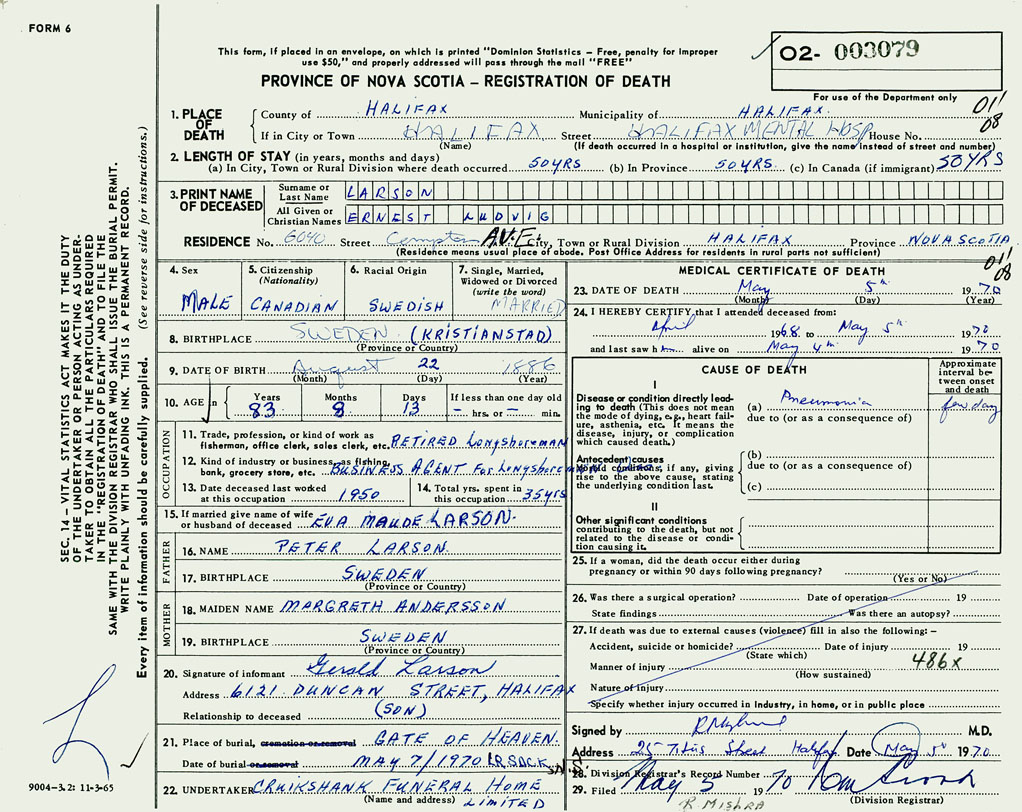 FORM 6
This form, if placed in an envelope, on which is printed "Dominion Statistics — Free, penalty for improper
use $50," and properly addressed will pass through the mail "FREE"
PROVINCE OF NOVA SCOTIA — REGISTRATION OF DEATH
02- 003079
For use of the Department only
011
08
1. PLACE OF DEATH
County of HALIFAX Municipality of HALIFAX
If in City or Town HALIFAX Street HALIFAX MENTAL HOSP House No.
(Name) (If death occurred in a hospital or institution, give the name instead of street and number)
2. LENGTH OF STAY (in years, months and days)
(a) In City, Town or Rural Division where death occurred 50 YRS (b) In Province 50 YRS. (c) In Canada (if immigrant) 50 YRS
3. PRINT NAME OF DECEASED
Surname or Last Name LARSON
All Given or Christian Names ERNEST LUDVIG
RESIDENCE No. 6040 Street Compton AVE City, Town or Rural Division HALIFAX Province NOVA SCOTIA
(Residence means usual place of abode. Post Office Address for residents in rural parts not sufficient)
011
08
4. Sex MALE
5. Citizenship (Nationality) CANADIAN
6. Racial Origin SWEDISH
7. Single, Married, Widowed or Divorced (write the word) MARRIED
8. BIRTHPLACE SWEDEN (KRISTIANSTAD)
(Province or Country)
9. DATE OF BIRTH August 22 1886
(Month) (Day) (Year)
10. AGE in Years 83 Months 8 Days 13 If less than one day old – hrs. or – min.
OCCUPATION
11. Trade, profession, or kind of work as fisherman, office clerk, sales clerk, etc. RETIRED Longshoreman
12. Kind of industry or business, as fishing, bank, grocery store, etc. BUSINESS AGENT For Longshoreman
13. Date deceased last worked at this occupation 1950
14. Total yrs. spent in this occupation 35 yrs
15. If married give name of wife or husband of deceased EVA MAUDE LARSON.
FATHER
16. NAME PETER LARSON.
17. BIRTHPLACE SWEDEN
(Province or Country)
MOTHER
18. MAIDEN NAME MARGRETH ANDERSSON
19. BIRTHPLACE SWEDEN
(Province or Country)
20. Signature of informant Gerald Larson
Address 6121 DUNCAN STREET, HALIFAX
Relationship to deceased (SON)
21. Place of burial, cremation or removal GATE OF HEAVEN.
Date of burial or removal MAY 7/1970 LR. SACK
22. UNDERTAKER CRUIKSHANK FUNERAL HOME LIMITED
(Name and address)
MEDICAL CERTIFICATE OF DEATH
23. DATE OF DEATH May 5th 1970
(Month) (Day) (Year)
24. I HEREBY CERTIFY that I attended deceased from:
April 1968 to May 5th 1970
and last saw him alive on May 4th 1970
CAUSE OF DEATH
Approximate interval between onset and death
I
Disease or condition directly leading to death (This does not mean the mode of dying, e.g., heart failure, asthenia, etc. It means the disease, injury, or complication which caused death.)
(a) Pneumonia few day
due to (or as a consequence of)
Antecedent causes
Morbid conditions, if any, giving rise to the above cause, stating the underlying condition last.
(b)
due to (or as a consequence of)
(c)
II
Other significant conditions
contributing to the death, but not related to the disease or condition causing it.
25. If a woman, did the death occur either during pregnancy or within 90 days following pregnancy?
(Yes or No)
26. Was there a surgical operation? Date of operation 19
State findings Was there an autopsy?
27. If death was due to external causes (violence) fill in also the following: –
Accident, suicide or homicide? Date of injury 19
(State which)
486x
Manner of injury
(How sustained)
Nature of injury
Specify whether injury occurred in industry, in home, or in public place
Signed by M.D.
Address 25 Titus Street Halifax Date May 5th 1970
28. Division Registrar's Record Number
29. Filed May 5 1970
(Division Registrar)
R MISHRA
SEC. 14 – VITAL STATISTICS ACT MAKES IT THE DUTY
OF THE UNDERTAKER OR PERSON ACTING AS UNDER-
TAKER TO OBTAIN ALL THE PARTICULARS REQUIRED
IN THE "REGISTRATION OF DEATH" AND TO FILE THE
SAME WITH THE DIVISION REGISTRAR WHO SHALL ISSUE THE BURIAL PERMIT.
WRITE PLAINLY WITH UNFADING INK. THIS IS A PERMANENT RECORD.
Every item of information should be carefully supplied. (See reverse side for instructions.)
9004-3.2: 11-3-65